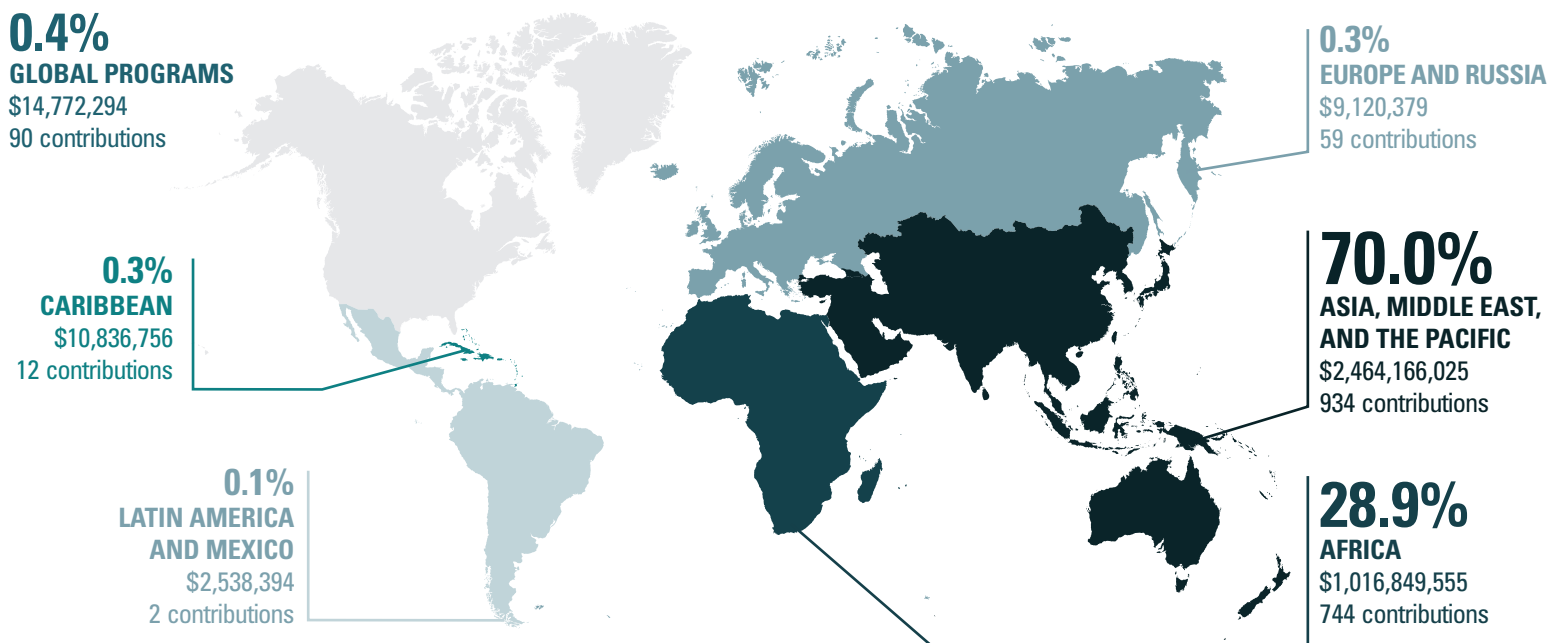 0.4%
GLOBAL PROGRAMS
$14,772,294
90 contributions
0.3%
EUROPE AND RUSSIA
$9,120,379
59 contributions
0.3%
CARIBBEAN
$10,836,756
12 contributions
70.0%
ASIA, MIDDLE EAST,
AND THE PACIFIC
$2,464,166,025
934 contributions
0.1%
LATIN AMERICA
AND MEXICO
$2,538,394
2 contributions
28.9%
AFRICA
$1,016,849,555
744 contributions